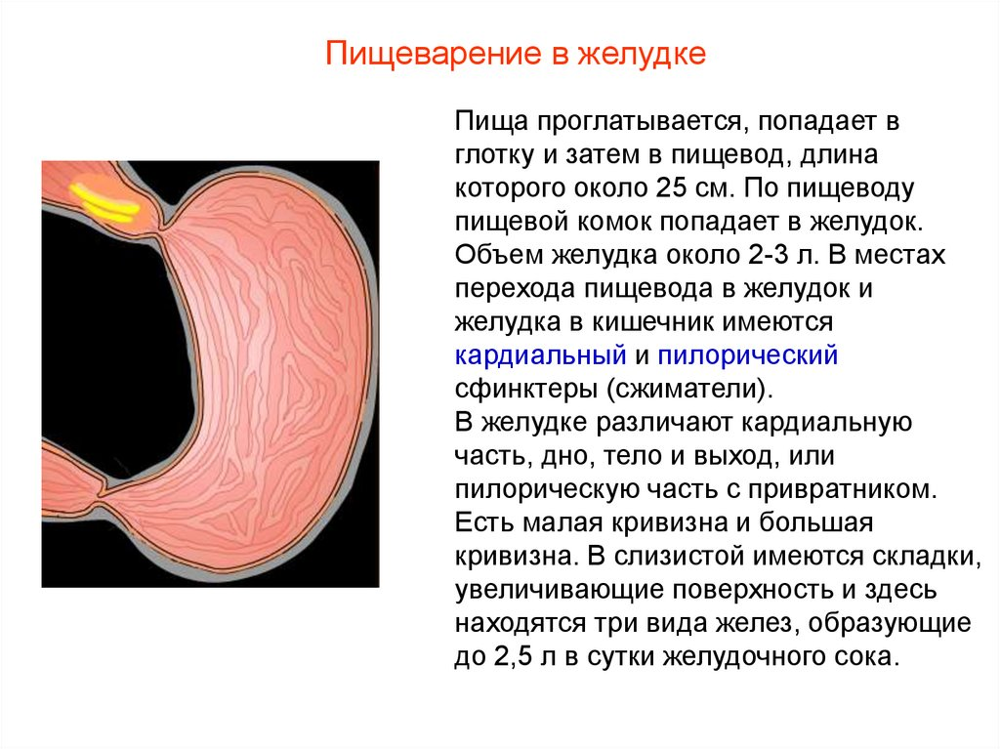 Пищеварение в желудке
Пища проглатывается, попадает в
глотку и затем в пищевод, длина
которого около 25 см. По пищеводу
пищевой комок попадает в желудок.
Объем желудка около 2-3 л. В местах
перехода пищевода в желудок и
желудка в кишечник имеются
кардиальный и пилорический
сфинктеры (сжиматели).
В желудке различают кардиальную
часть, дно, тело и выход, или
пилорическую часть с привратником.
Есть малая кривизна и большая
кривизна. В слизистой имеются складки,
увеличивающие поверхность и здесь
находятся три вида желез, образующие
до 2,5 л в сутки желудочного сока.